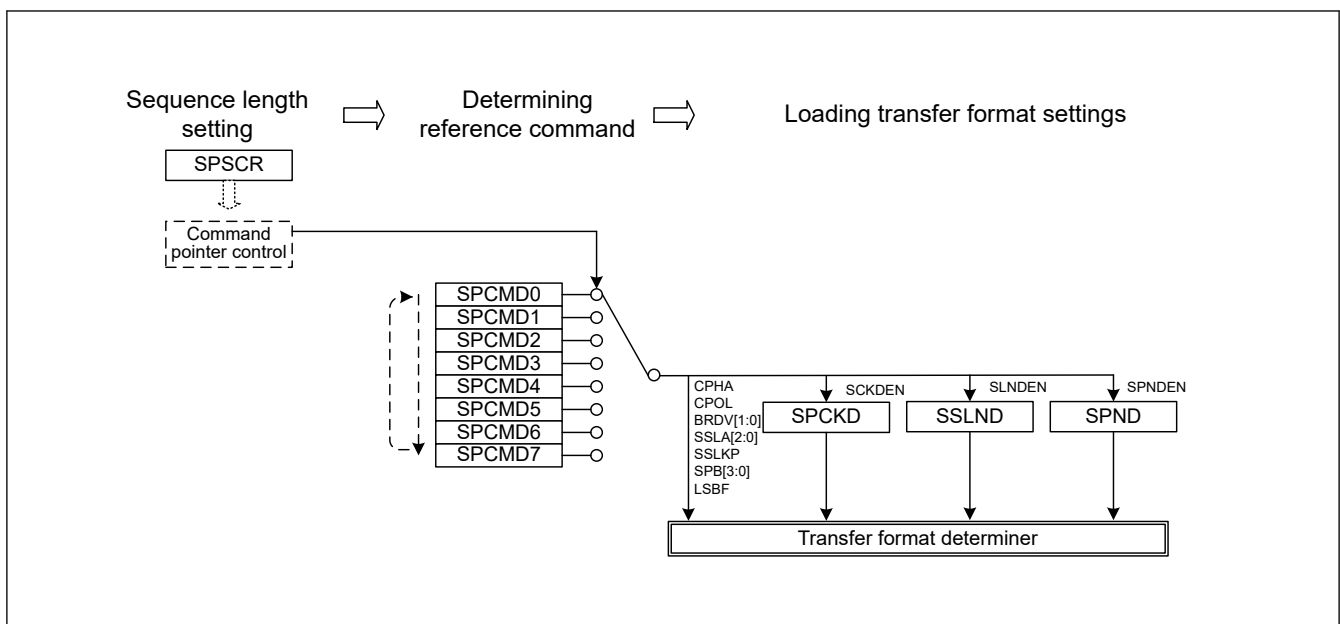 Sequence length
setting
Determining
reference command
Loading transfer format settings
SPSCR
Command
pointer control
SPCMD0
SPCMD1
SPCMD2
SPCMD3
SPCMD4
SPCMD5
SPCMD6
SPCMD7
CPHA
CPOL
BRDV[1:0]
SSLA[2:0]
SSLKP
SPB[3:0]
LSBF
SCKDEN
SPCKD
SLNDEN
SSLND
SPNDEN
SPND
Transfer format determiner